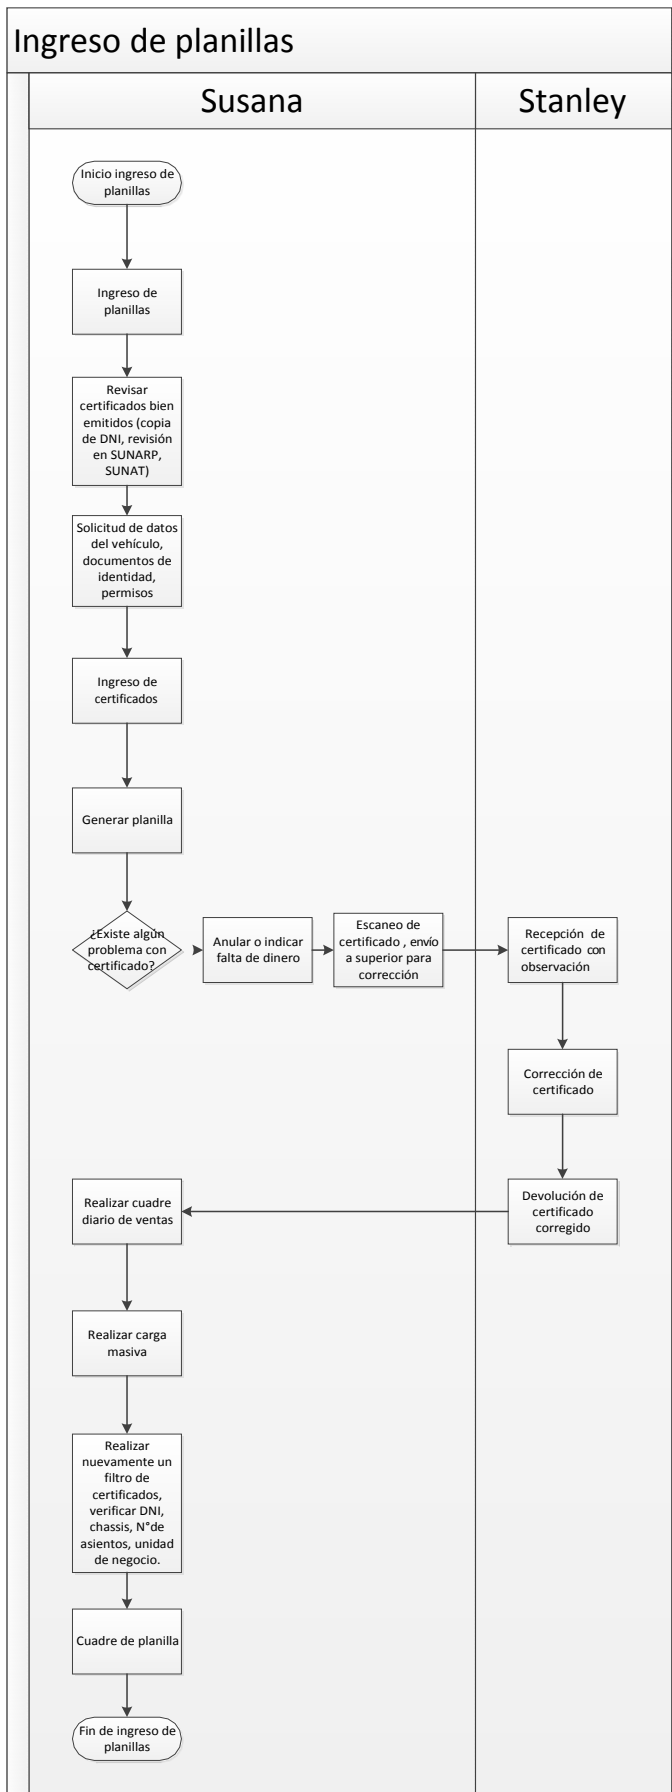 Ingreso de planillas
Susana
Stanley
Inicio ingreso de
planillas
Ingreso de
planillas
Revisar
certificados bien
emitidos (copia
de DNI, revisión
en SUNARP,
SUNAT)
Solicitud de datos
del vehículo,
documentos de
identidad,
permisos
Ingreso de
certificados
Generar planilla
¿Existe algún
problema con
certificado?
Anular o indicar
falta de dinero
Escaneo de
certificado , envío
a superior para
corrección
Recepción de
certificado con
observación
Corrección de
certificado
Devolución de
certificado
corregido
Realizar cuadre
diario de ventas
Realizar carga
masiva
Realizar
nuevamente un
filtro de
certificados,
verificar DNI,
chassis, N°de
asientos, unidad
de negocio.
Cuadre de planilla
Fin de ingreso de
planillas